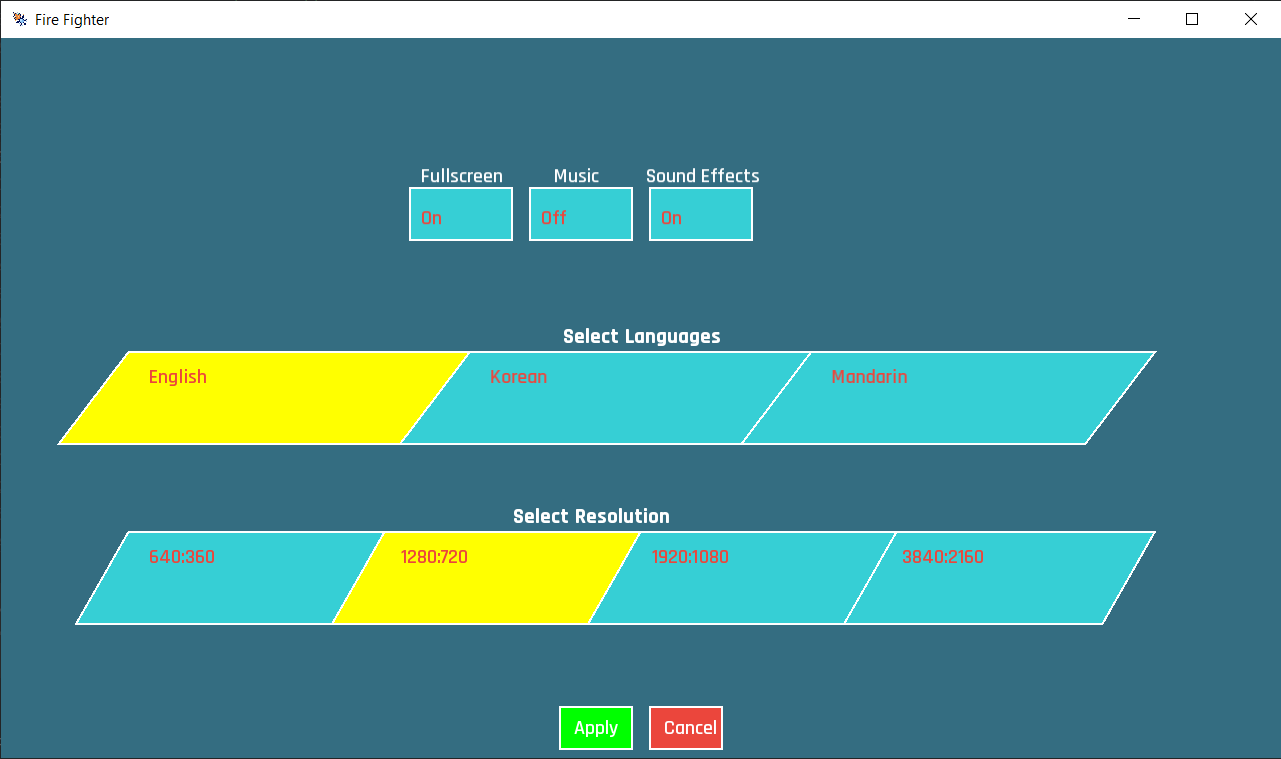 Fire Fighter
Fullscreen Music Sound Effects
On Off On
Select Languages
English Korean Mandarin
Select Resolution
640:360 1280:720 1920:1080 3840:2160
Apply Cancel